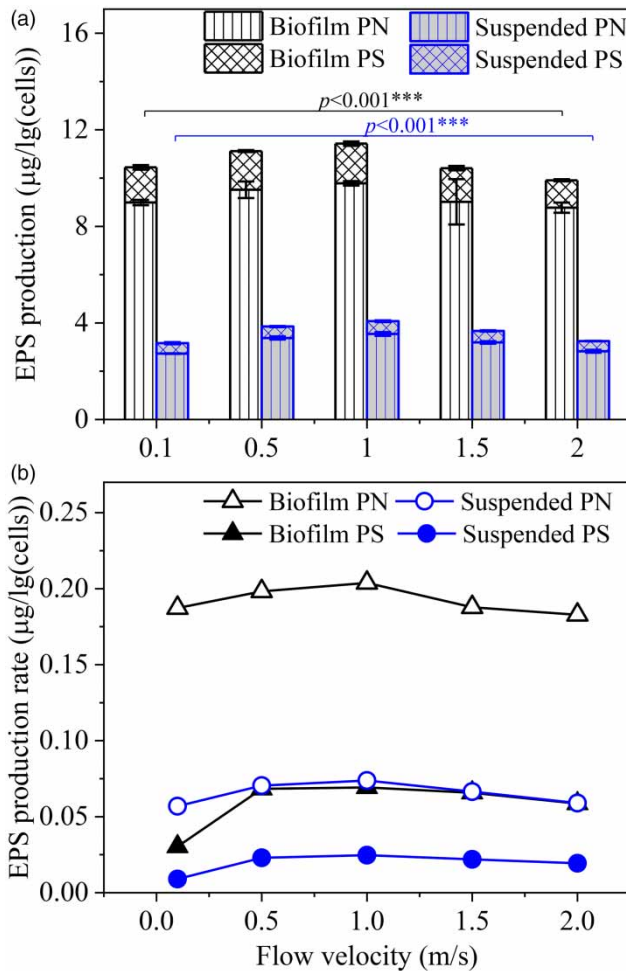 (a)
Biofilm PN Suspended PN
Biofilm PS Suspended PS
p<0.001***
p<0.001***
16
12
8
4
0
EPS production (µg/lg(cells))
0.1 0.5 1 1.5 2
(b)
Biofilm PN Suspended PN
Biofilm PS Suspended PS
0.25
0.20
0.15
0.10
0.05
0.00
EPS production rate (µg/lg(cells))
0.0 0.5 1.0 1.5 2.0
Flow velocity (m/s)